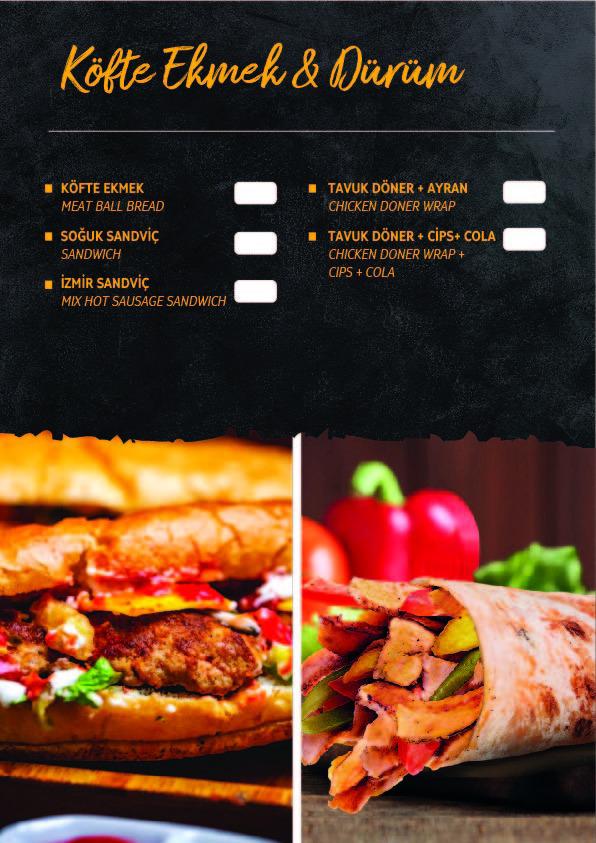 Köfte Ekmek & Dürüm
KÖFTE EKMEK
MEAT BALL BREAD
SOĞUK SANDVİÇ
SANDWICH
İZMİR SANDVİÇ
MIX HOT SAUSAGE SANDWICH
TAVUK DÖNER + AYRAN
CHICKEN DONER WRAP
TAVUK DÖNER + CİPS+ COLA
CHICKEN DONER WRAP +
CIPS + COLA